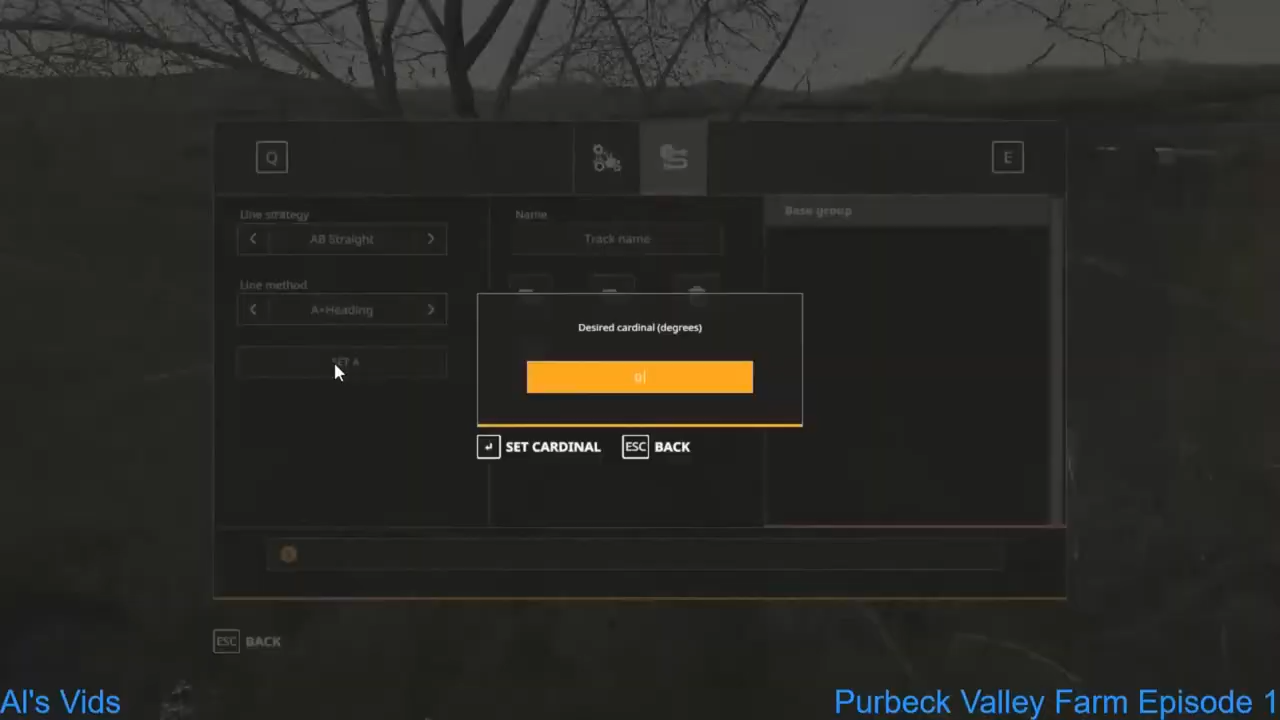 Q
E
Line strategy
AB Straight
Line method
A+Heading
SET A
Name
Track name
Base group
Desired cardinal (degrees)
SET CARDINAL
ESC BACK
ESC BACK
Al's Vids
Purbeck Valley Farm Episode 1